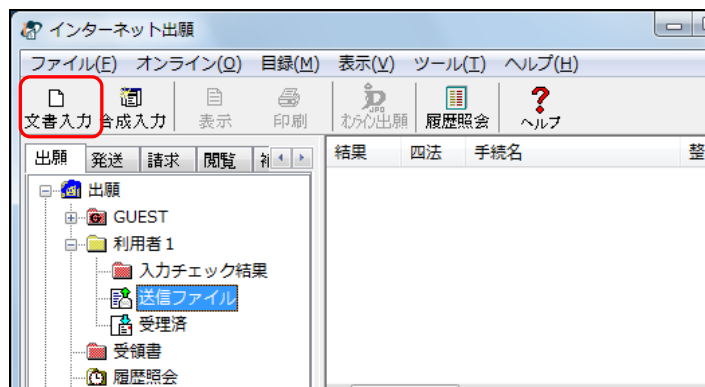 インターネット出願
ファイル(F) オンライン(O) 目録(M) 表示(V) ツール(T) ヘルプ(H)
文書入力 合成入力 表示 印刷 オンライン出願 履歴照会 ヘルプ
出願 発送 請求 閲覧
結果 四法 手続名 整
出願
GUEST
利用者1
入力チェック結果
送信ファイル
受理済
受領書
履歴照会